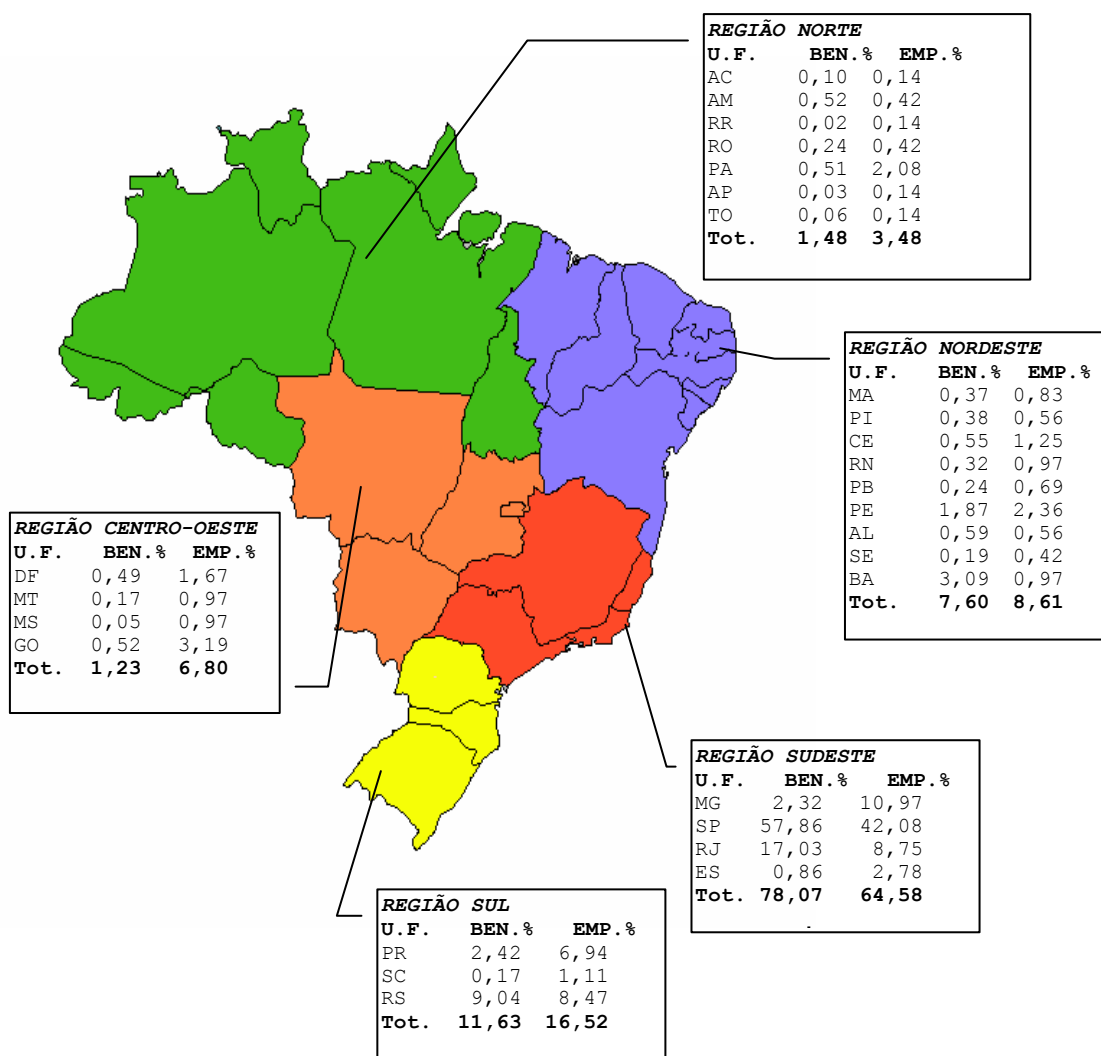 REGIÃO NORTE
U.F. BEN.% EMP.%
AC 0,10 0,14
AM 0,52 0,42
RR 0,02 0,14
RO 0,24 0,42
PA 0,51 2,08
AP 0,03 0,14
TO 0,06 0,14
Tot. 1,48 3,48
REGIÃO NORDESTE
U.F. BEN.% EMP.%
MA 0,37 0,83
PI 0,38 0,56
CE 0,55 1,25
RN 0,32 0,97
PB 0,24 0,69
PE 1,87 2,36
AL 0,59 0,56
SE 0,19 0,42
BA 3,09 0,97
Tot. 7,60 8,61
REGIÃO CENTRO-OESTE
U.F. BEN.% EMP.%
DF 0,49 1,67
MT 0,17 0,97
MS 0,05 0,97
GO 0,52 3,19
Tot. 1,23 6,80
REGIÃO SUDESTE
U.F. BEN.% EMP.%
MG 2,32 10,97
SP 57,86 42,08
RJ 17,03 8,75
ES 0,86 2,78
Tot. 78,07 64,58
.
REGIÃO SUL
U.F. BEN.% EMP.%
PR 2,42 6,94
SC 0,17 1,11
RS 9,04 8,47
Tot. 11,63 16,52